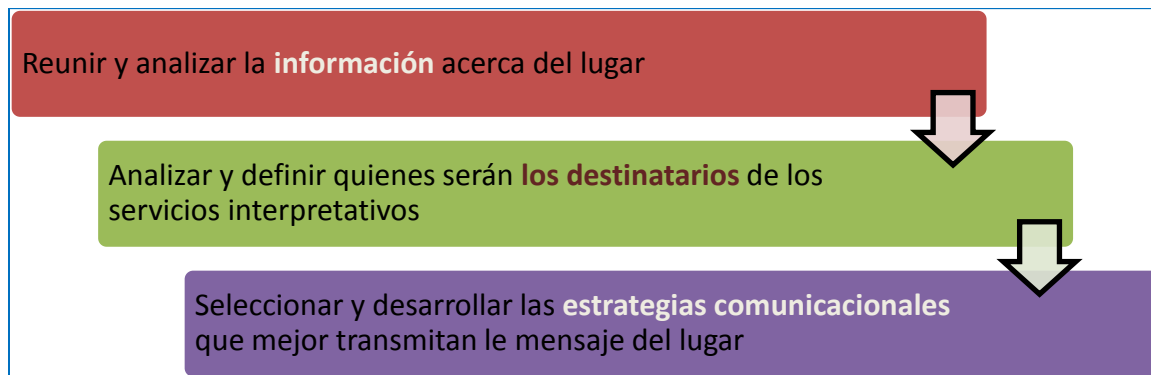 Reunir y analizar la información acerca del lugar
Analizar y definir quienes serán los destinatarios de los
servicios interpretativos
Seleccionar y desarrollar las estrategias comunicacionales
que mejor transmitan le mensaje del lugar